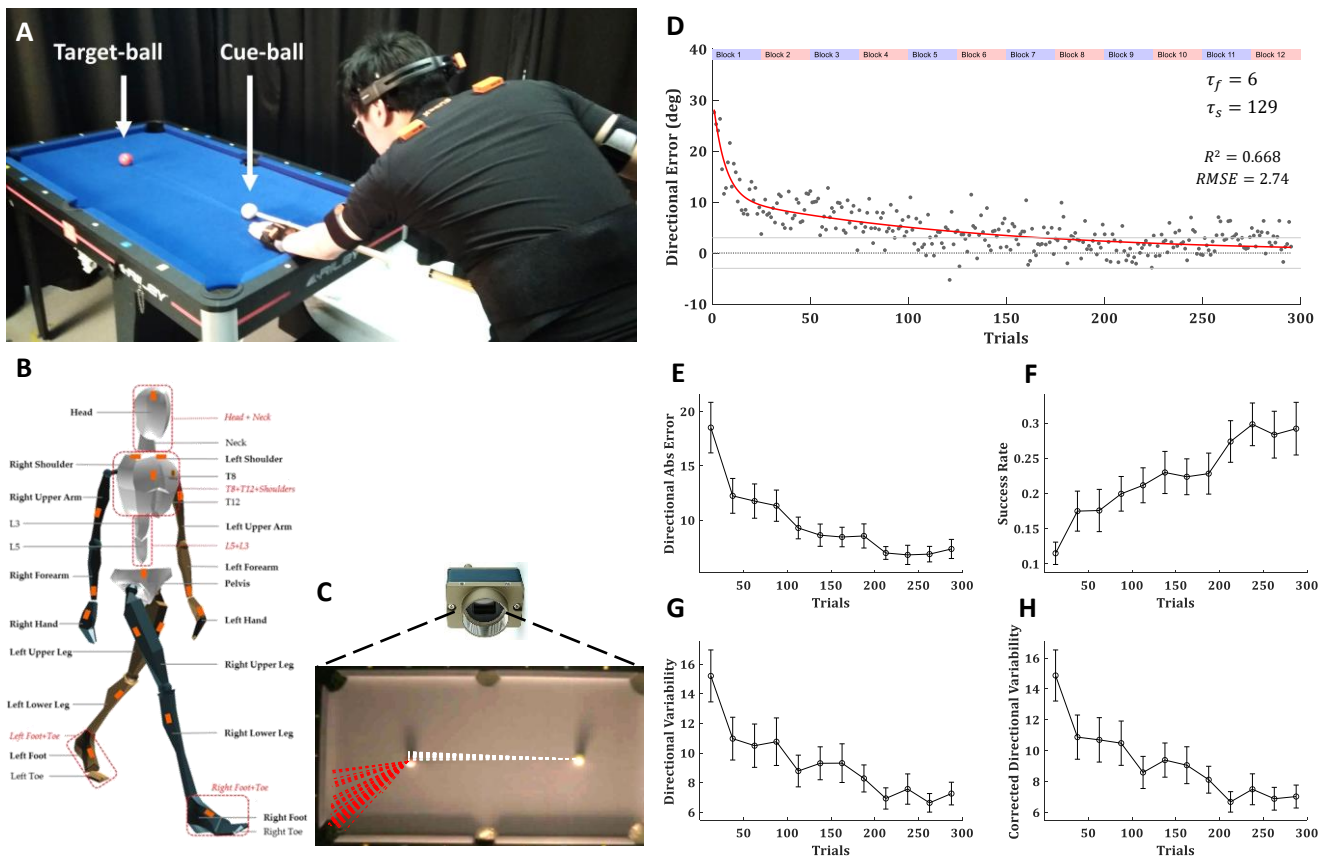 A
Target-ball
Cue-ball
RILEY
B
Head
Head + Neck
Neck
Right Shoulder
Left Shoulder
T8
T8+T12+Shoulders
T12
Right Upper Arm
L3
Left Upper Arm
L5
L5+L3
Right Forearm
Left Forearm
Pelvis
Right Hand
Left Hand
Left Upper Leg
Right Upper Leg
Left Lower Leg
Right Lower Leg
Left Foot+Toe
Left Foot
Left Toe
Right Foot+Toe
Right Foot
Right Toe
C
D
Block 1 Block 2 Block 3 Block 4 Block 5 Block 6 Block 7 Block 8 Block 9 Block 10 Block 11 Block 12
τf = 6
τs = 129
R² = 0.668
RMSE = 2.74
Directional Error (deg)
40
30
20
10
0
-10
0 50 100 150 200 250 300
Trials
E
Directional Abs Error
20
15
10
50 100 150 200 250 300
Trials
F
Success Rate
0.3
0.25
0.2
0.15
0.1
50 100 150 200 250 300
Trials
G
Directional Variability
16
14
12
10
8
6
50 100 150 200 250 300
Trials
H
Corrected Directional Variability
16
14
12
10
8
6
50 100 150 200 250 300
Trials